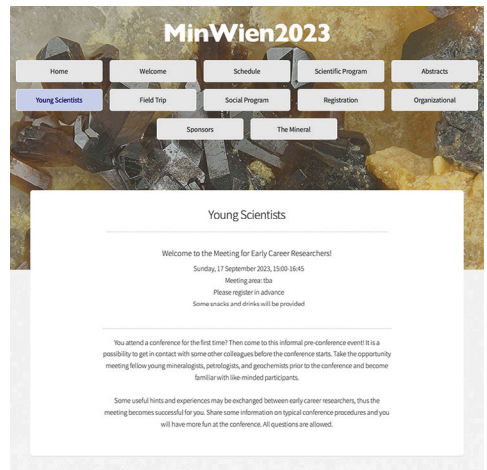 MinWien2023
Home Welcome Schedule Scientific Program Abstracts
Young Scientists Field Trip Social Program Registration Organizational
Sponsors The Mineral
Young Scientists
Welcome to the Meeting for Early Career Researchers!
Sunday, 17 September 2023, 15:00-16:45
Meeting area: tba
Please register in advance
Some snacks and drinks will be provided
You attend a conference for the first time? Then come to this informal pre-conference event! It is a
possibility to get in contact with some other colleagues before the conference starts. Take the opportunity
meeting fellow young mineralogists, petrologists, and geochemists prior to the conference and become
familiar with like-minded participants.
Some useful hints and experiences may be exchanged between early career researchers, thus the
meeting becomes successful for you. Share some information on typical conference procedures and you
will have more fun at the conference. All questions are allowed.